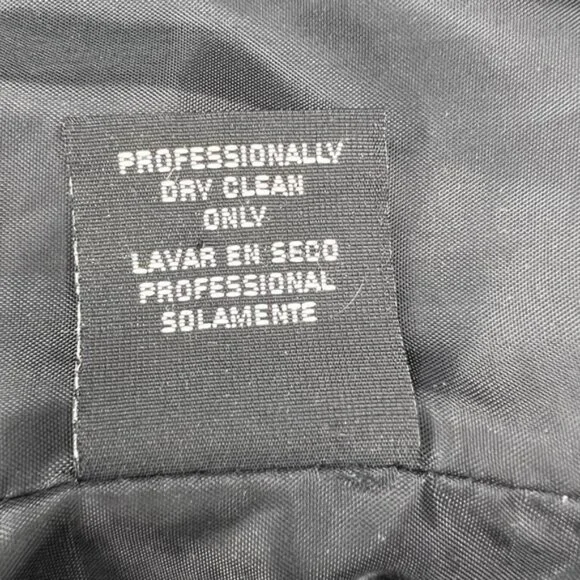 PROFESSIONALLY
DRY CLEAN
ONLY
LAVAR EN SECO
PROFESSIONAL
SOLAMENTE